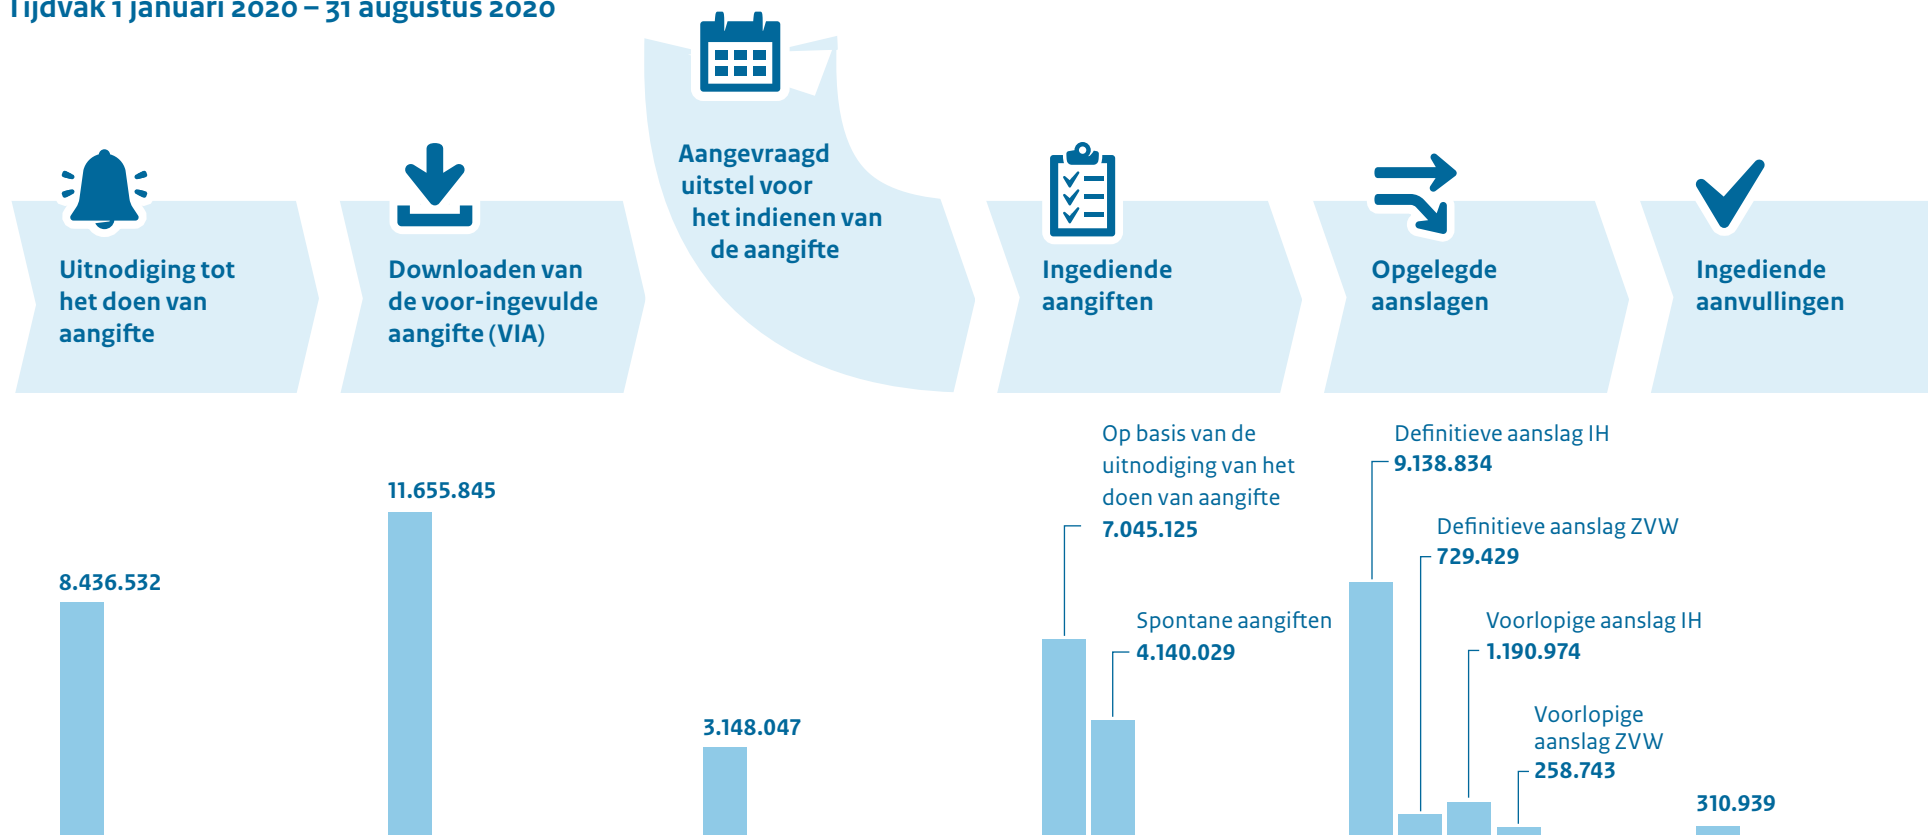 Tijdvak 1 januari 2020 – 31 augustus 2020
Uitnodiging tot
het doen van
aangifte
Downloaden van
de voor-ingevulde
aangifte (VIA)
Aangevraagd
uitstel voor
het indienen van
de aangifte
Ingediende
aangiften
Opgelegde
aanslagen
Ingediende
aanvullingen
8.436.532
11.655.845
3.148.047
Op basis van de
uitnodiging van het
doen van aangifte
7.045.125
Spontane aangiften
4.140.029
Definitieve aanslag IH
9.138.834
Definitieve aanslag ZVW
729.429
Voorlopige aanslag IH
1.190.974
Voorlopige
aanslag ZVW
258.743
310.939